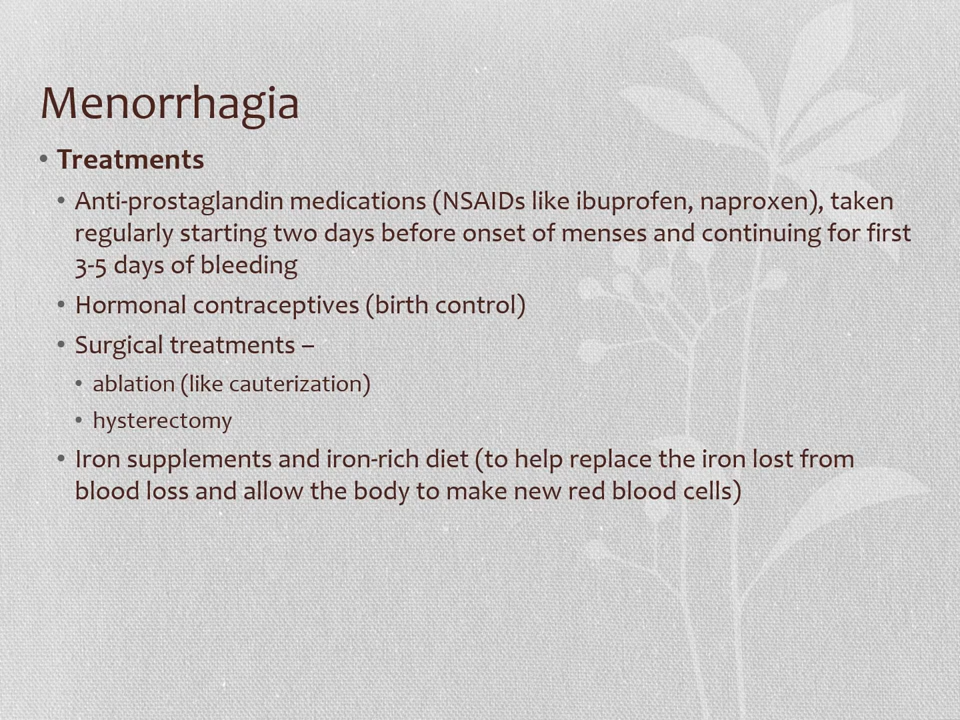 Menorrhagia
• Treatments
• Anti-prostaglandin medications (NSAIDs like ibuprofen, naproxen), taken
regularly starting two days before onset of menses and continuing for first
3-5 days of bleeding
• Hormonal contraceptives (birth control)
• Surgical treatments –
• ablation (like cauterization)
• hysterectomy
• Iron supplements and iron-rich diet (to help replace the iron lost from
blood loss and allow the body to make new red blood cells)